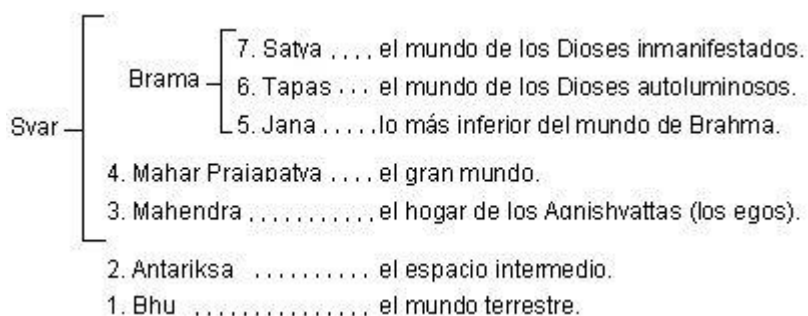 7. Satya .... el mundo de los Dioses inmanifestados.
Brama
6. Tapas ... el mundo de los Dioses autoluminosos.
Svar
5. Jana .....lo más inferior del mundo de Brahma.
4. Mahar Prajapatya .... el gran mundo.
3. Mahendra ........... el hogar de los Agnishvattas (los egos).
2. Antariksa .......... el espacio intermedio.
1. Bhu ............... el mundo terrestre.